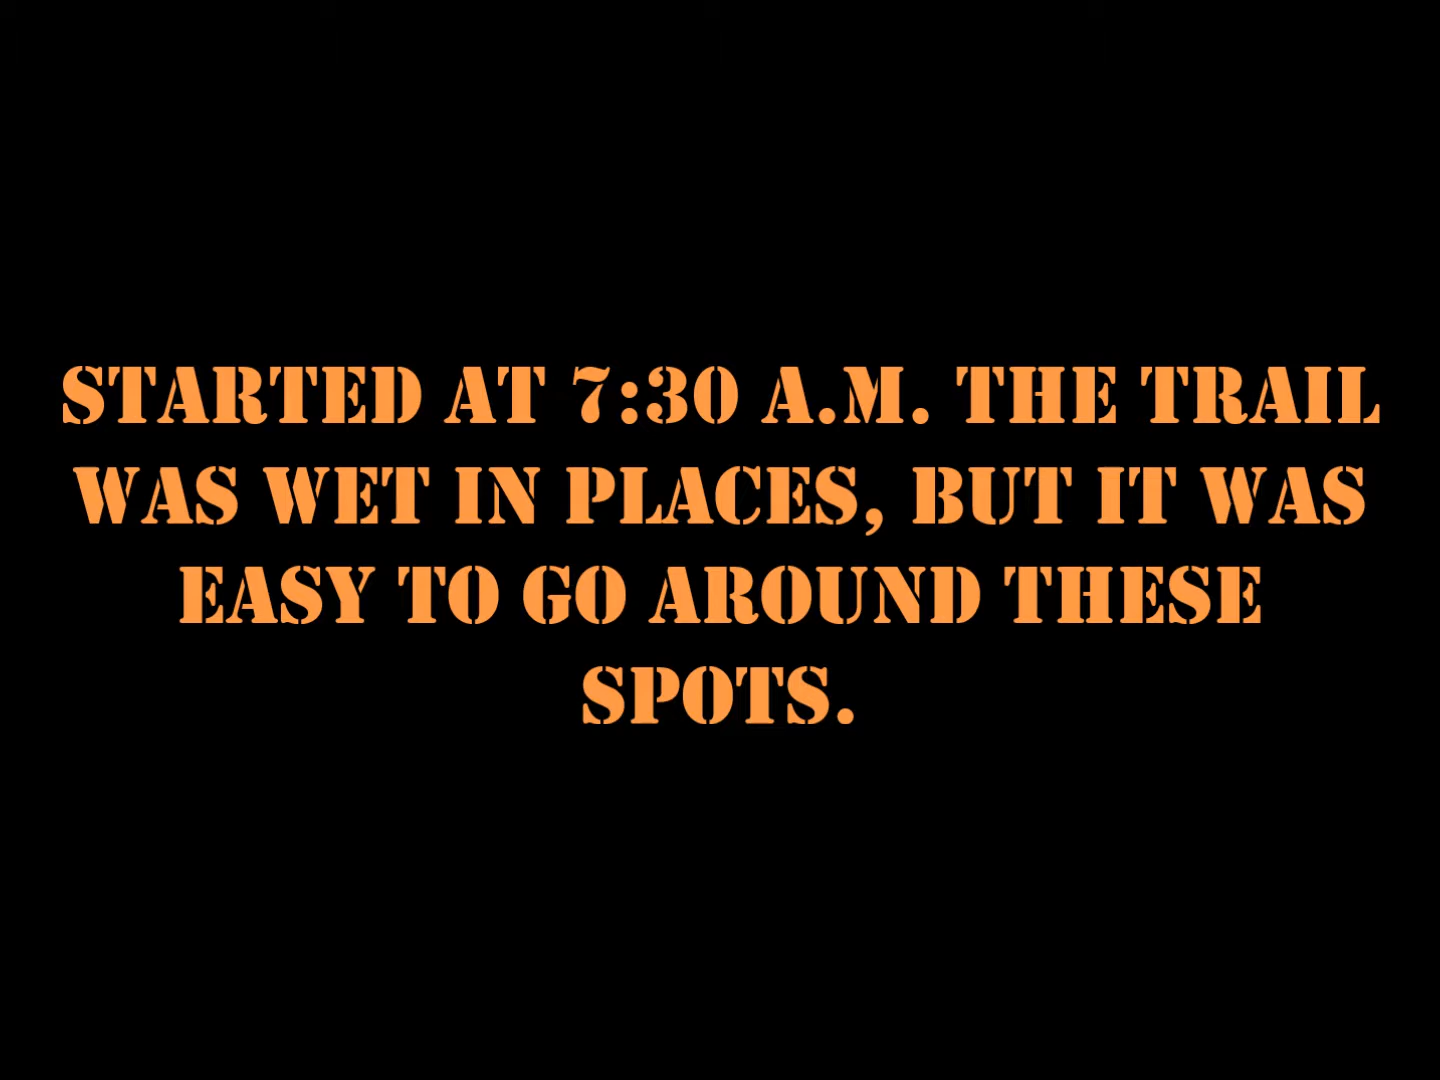 STARTED AT 7:30 A.M. THE TRAIL
WAS WET IN PLACES, BUT IT WAS
EASY TO GO AROUND THESE
SPOTS.